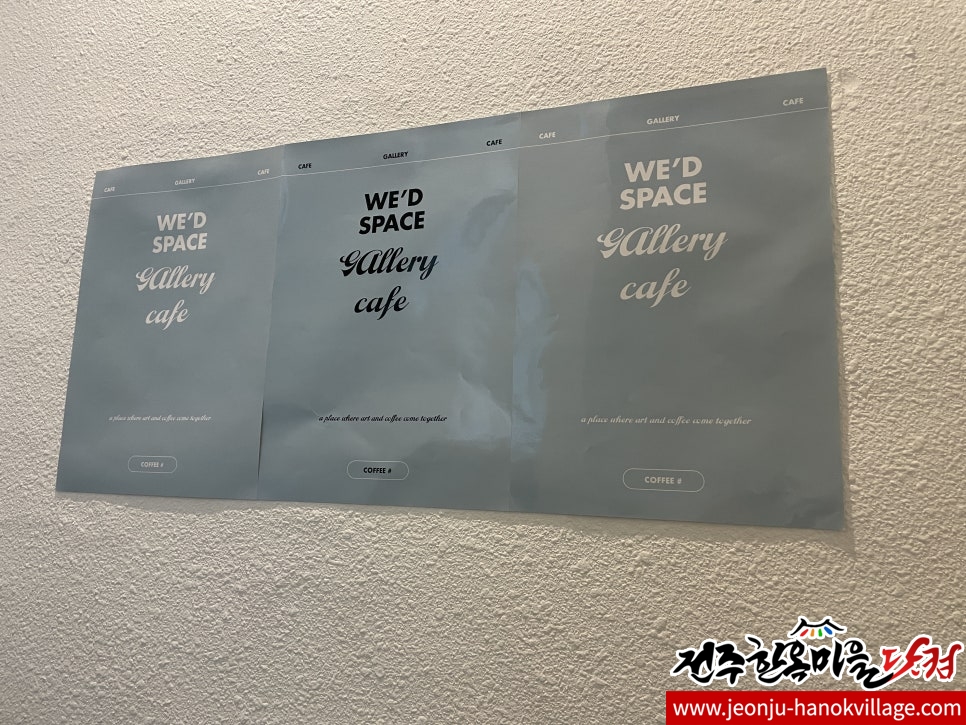 CAFE GALLERY CAFE
WE'D
SPACE
GAllery
cafe
a place where art and coffee come together
COFFEE #
CAFE GALLERY CAFE
WE'D
SPACE
GAllery
cafe
a place where art and coffee come together
COFFEE #
CAFE GALLERY CAFE
WE'D
SPACE
GAllery
cafe
a place where art and coffee come together
COFFEE #
전주한옥마을닷컴
www.jeonju-hanokvillage.com